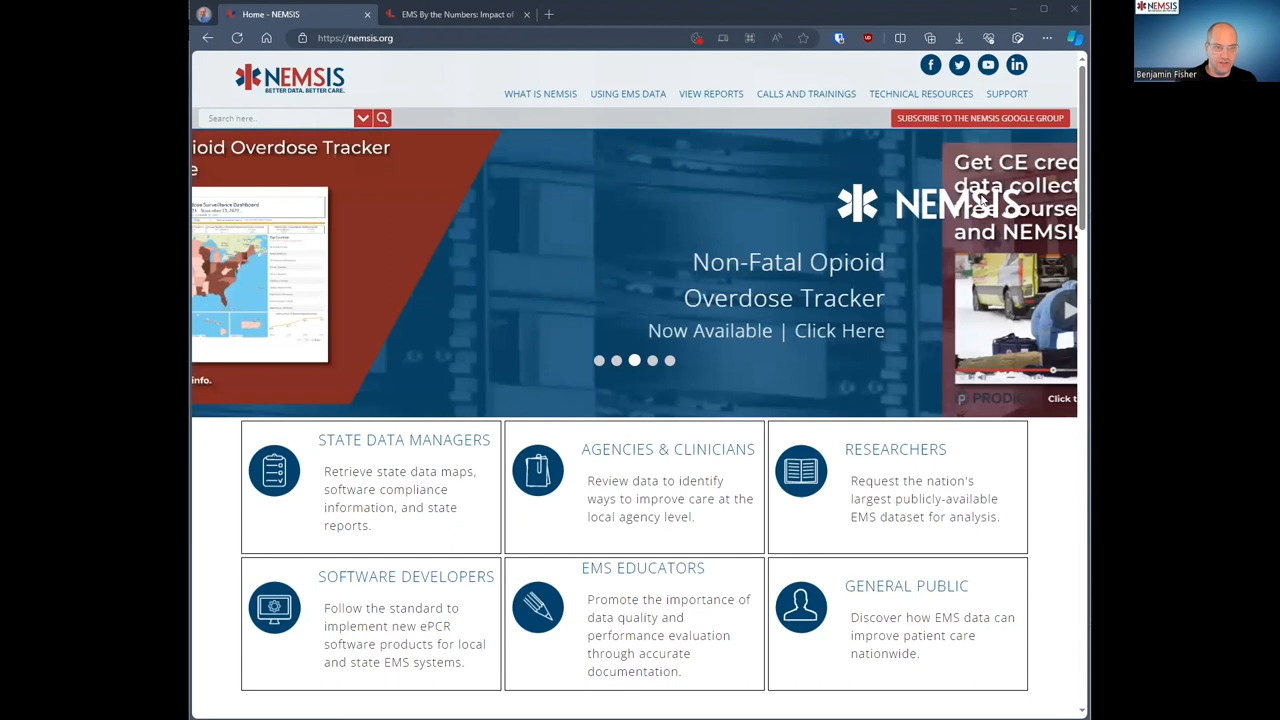 Home - NEMSIS
EMS By the Numbers: Impact of
https://nemsis.org
NEMSIS
Benjamin Fisher
NEMSIS
BETTER DATA. BETTER CARE.
WHAT IS NEMSIS
USING EMS DATA
VIEW REPORTS
CALLS AND TRAININGS
TECHNICAL RESOURCES
SUPPORT
Search here..
SUBSCRIBE TO THE NEMSIS GOOGLE GROUP
ioid Overdose Tracker
e
info.
NEMSIS
Non-Fatal Opioid
Overdose Tracker
Now Available | Click Here
Get CE cre
data collect
free course
and NEMSIS
PRODI
Click t
STATE DATA MANAGERS
Retrieve state data maps,
software compliance
information, and state
reports.
AGENCIES & CLINICIANS
Review data to identify
ways to improve care at the
local agency level.
RESEARCHERS
Request the nation's
largest publicly-available
EMS dataset for analysis.
SOFTWARE DEVELOPERS
Follow the standard to
implement new ePCR
software products for local
and state EMS systems.
EMS EDUCATORS
Promote the importance of
data quality and
performance evaluation
through accurate
documentation.
GENERAL PUBLIC
Discover how EMS data can
improve patient care
nationwide.